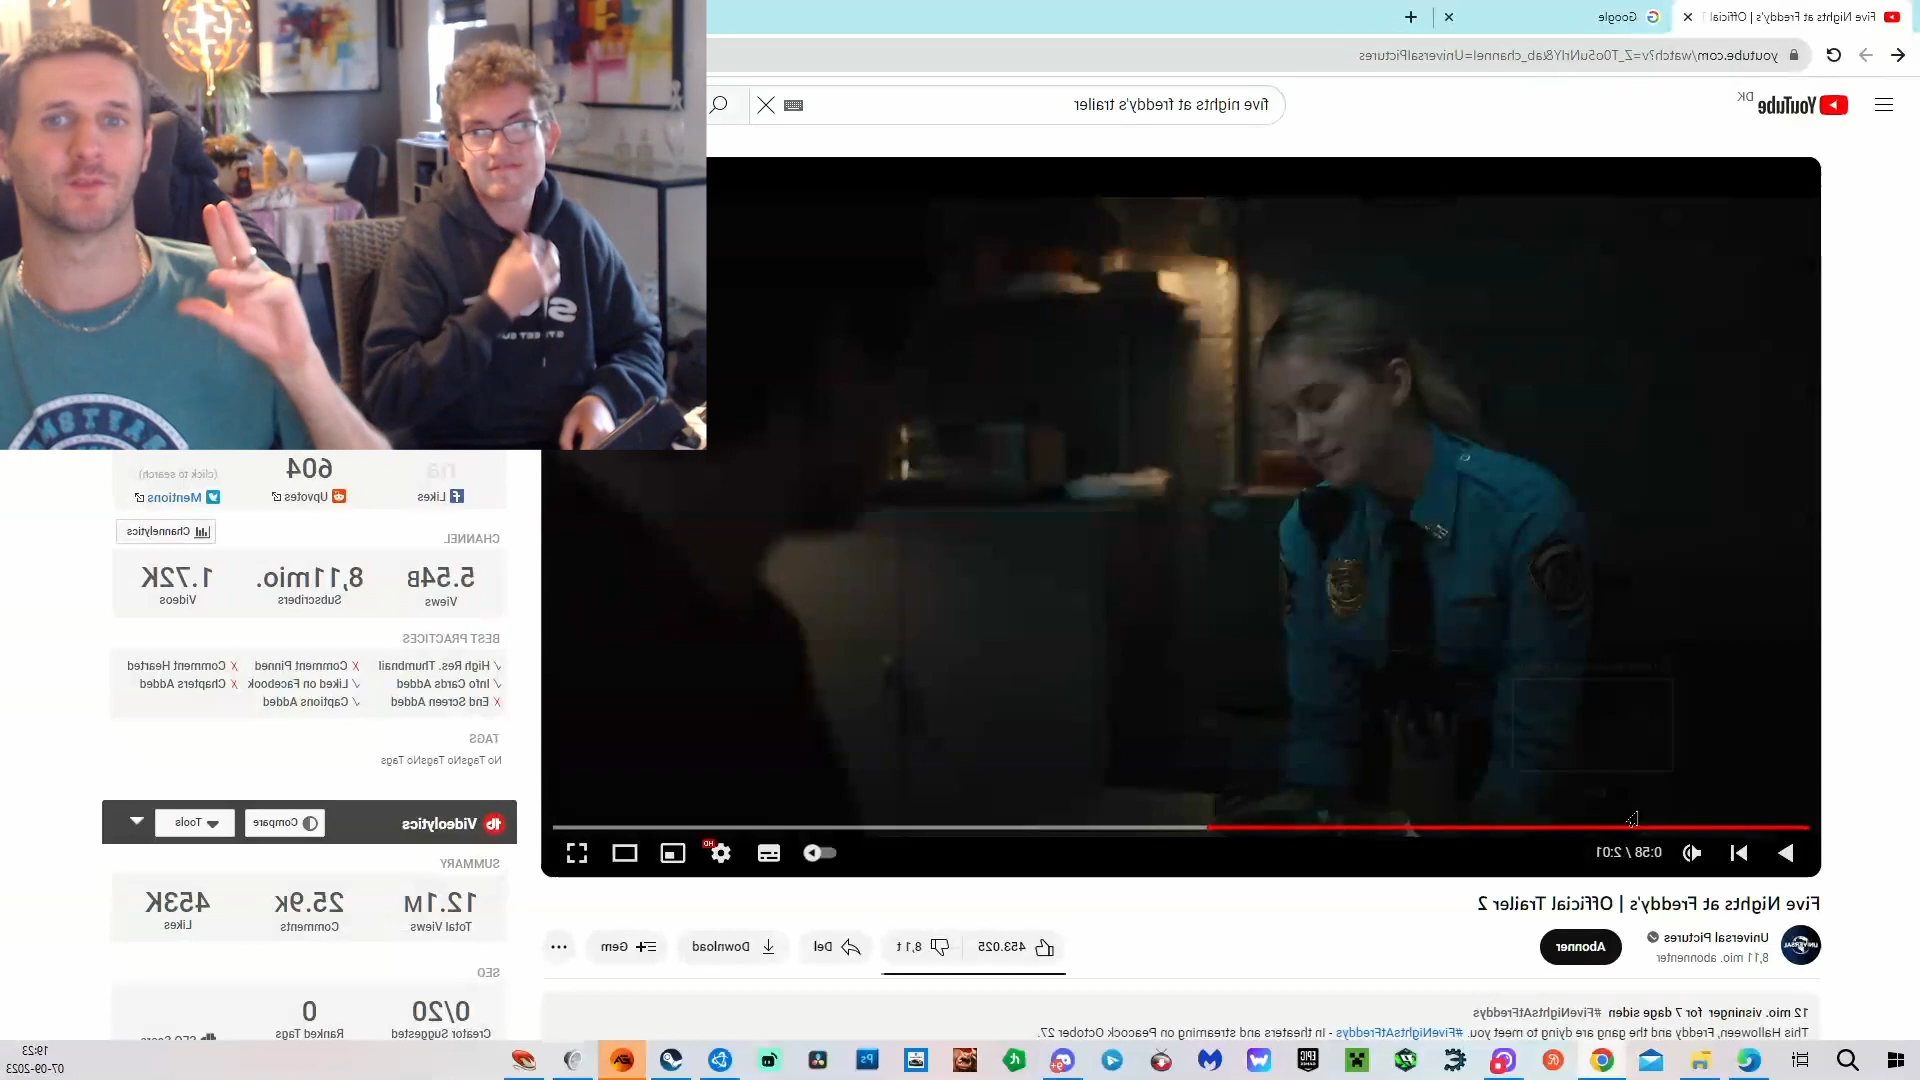 Five Nights at Freddy's | Official T
Google
youtube.com/watch?v=Z_T0o5uNrIY&ab_channel=UniversalPictures
YouTube DK
five nights at freddy's trailer
604
Likes
Upvotes
Mentions
(click to search)
CHANNEL
Channelytics
5.54B
8,11mio.
1.72K
Views
Subscribers
Videos
BEST PRACTICES
✓ High Res. Thumbnail
✗ Comment Pinned
✗ Comment Hearted
✓ Info Cards Added
✓ Liked on Facebook
✗ Chapters Added
✗ End Screen Added
✓ Captions Added
TAGS
No TagsNo TagsNo Tags
Videolytics
Compare
Tools
SUMMARY
12.1M
25.9K
453K
Total Views
Comments
Likes
SEO
0/20
0
Creator Suggested
Ranked Tags
0:58 / 2:01
HD
Five Nights at Freddy's | Official Trailer 2
Universal Pictures
8,11 mio. abonnenter
Abonner
453.025
8,1 t
Del
Download
Gem
12 mio. visninger for 7 dage siden #FiveNightsAtFreddys
This Halloween, Freddy and the gang are dying to meet you. #FiveNightsAtFreddys - In theaters and streaming on Peacock October 27.
19:23
07-09-2023